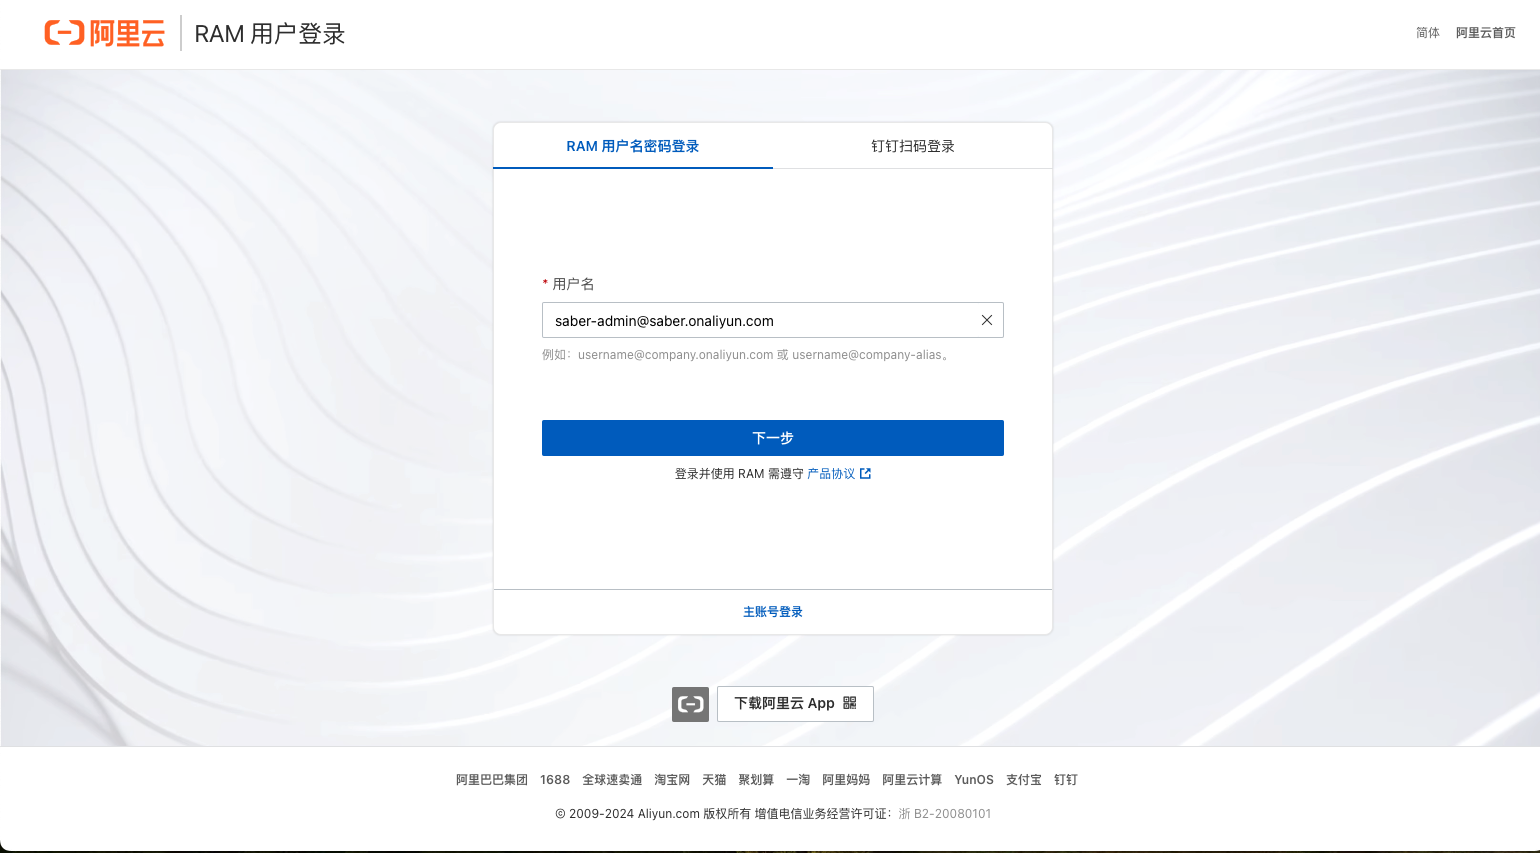 阿里云 RAM 用户登录 简体 阿里云首页
RAM 用户名密码登录 钉钉扫码登录
* 用户名
saber-admin@saber.onaliyun.com
例如：username@company.onaliyun.com 或 username@company-alias。
下一步
登录并使用 RAM 需遵守 产品协议
主账号登录
下载阿里云 App
阿里巴巴集团 1688 全球速卖通 淘宝网 天猫 聚划算 一淘 阿里妈妈 阿里云计算 YunOS 支付宝 钉钉
© 2009-2024 Aliyun.com 版权所有 增值电信业务经营许可证：浙 B2-20080101